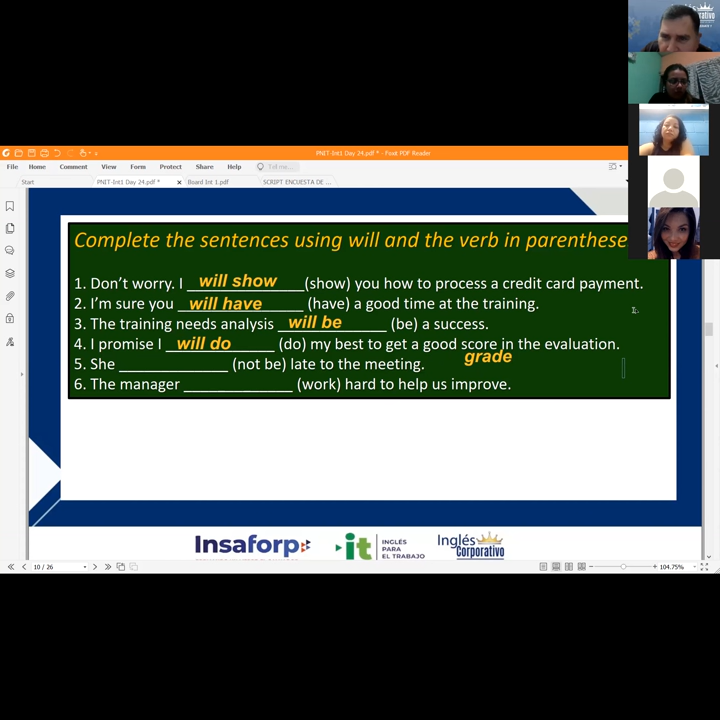 Inglés
PNIT-Int1 Day 24.pdf * - Foxit PDF Reader
File Home Comment View Form Protect Share Help Tell me...
Start PNIT-Int1 Day 24.pdf * Board Int 1.pdf SCRIPT ENCUESTA DE ...
Complete the sentences using will and the verb in parenthese
1. Don't worry. I will show (show) you how to process a credit card payment.
2. I'm sure you will have (have) a good time at the training.
3. The training needs analysis will be (be) a success.
4. I promise I will do (do) my best to get a good score in the evaluation.
grade
5. She _____________ (not be) late to the meeting.
6. The manager _____________ (work) hard to help us improve.
Insaforp
it INGLÉS PARA EL TRABAJO
Inglés Corporativo
10 / 26
104.75%